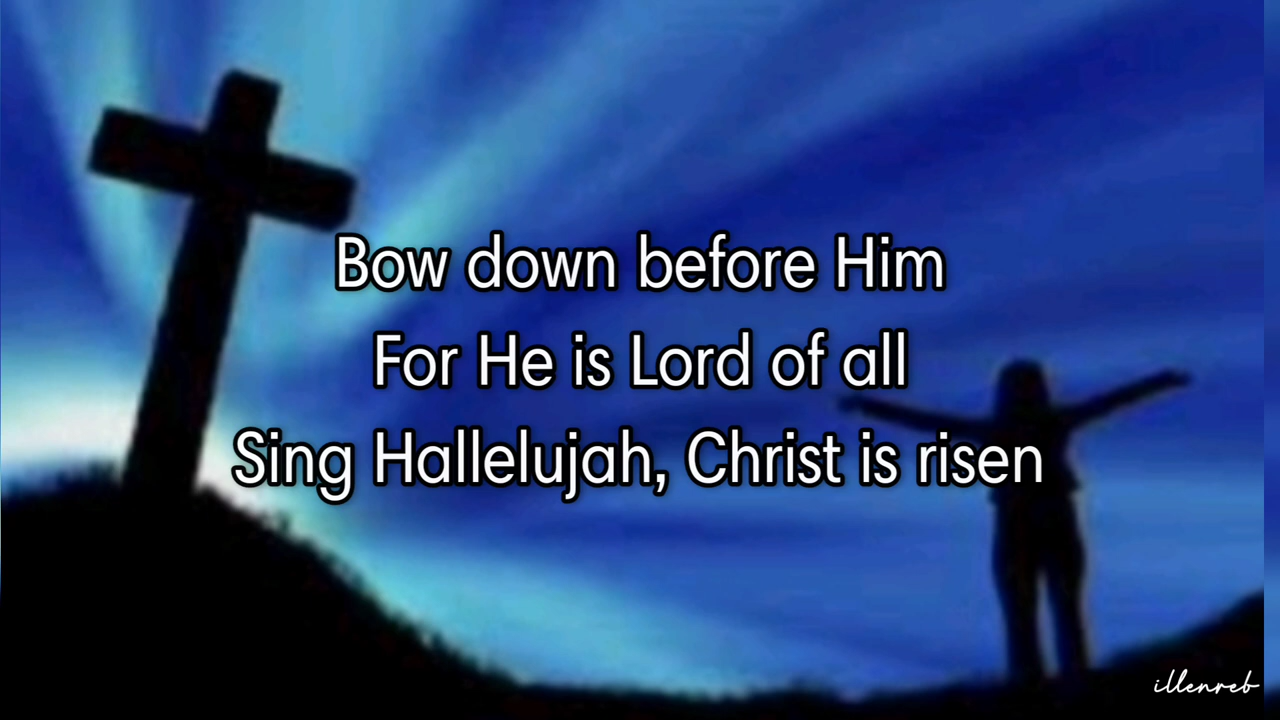 Bow down before Him
For He is Lord of all
Sing Hallelujah, Christ is risen
illenreb